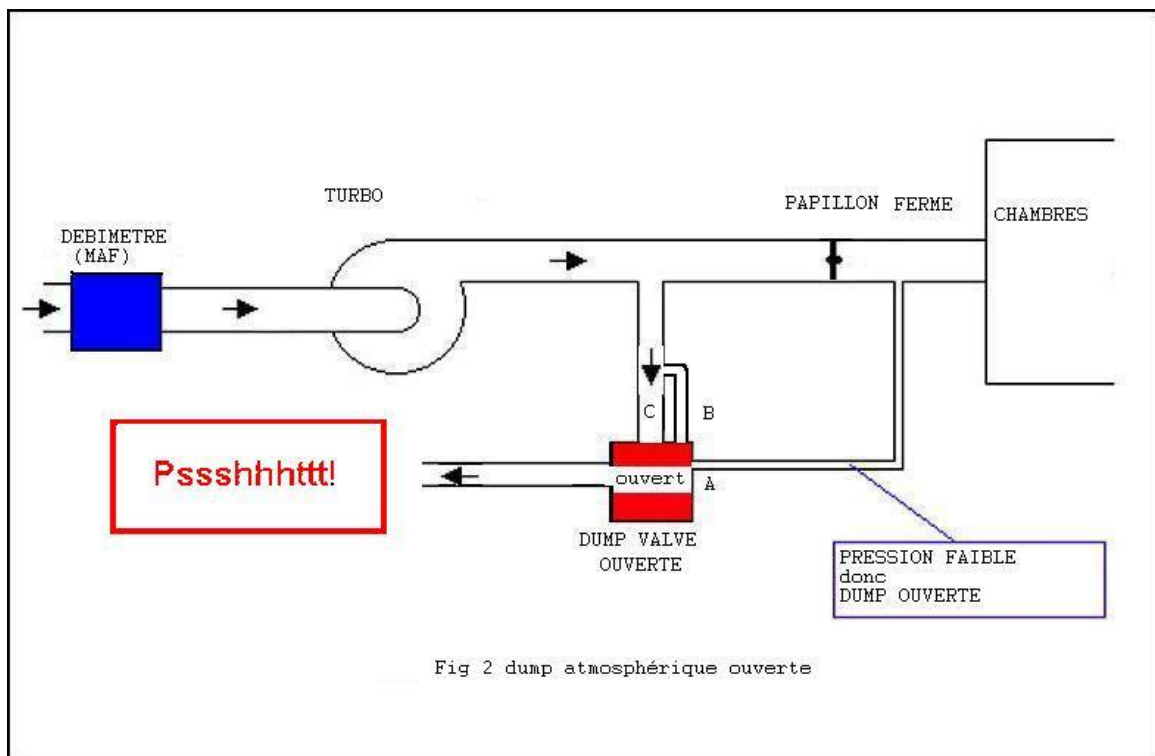 TURBO
PAPILLON FERME
CHAMBRES
DEBIMETRE
(MAF)
C
B
Pssshhhttt!
ouvert
A
DUMP VALVE
OUVERTE
PRESSION FAIBLE
donc
DUMP OUVERTE
Fig 2 dump atmosphérique ouverte